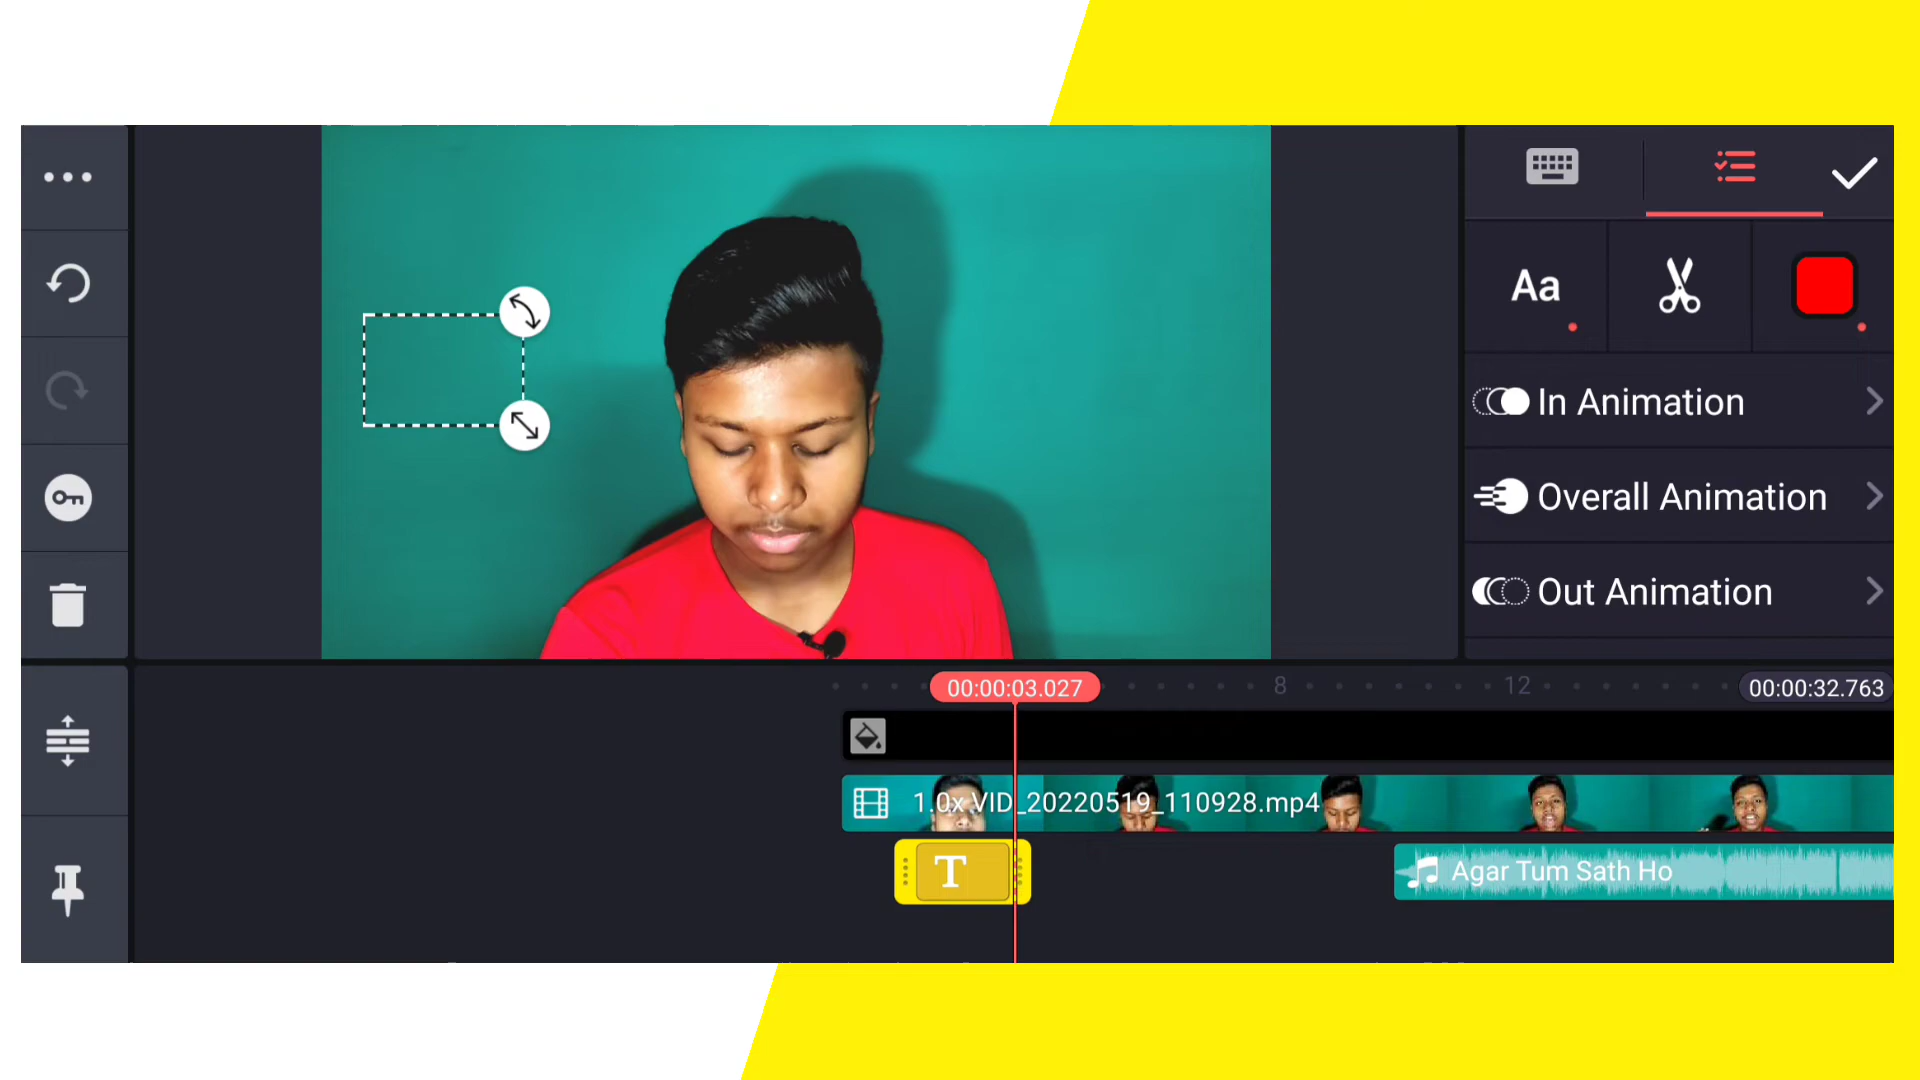 Aa
In Animation
Overall Animation
Out Animation
00:00:03.027
8
12
00:00:32.763
1.0x VID_20220519_110928.mp4
T
Agar Tum Sath Ho